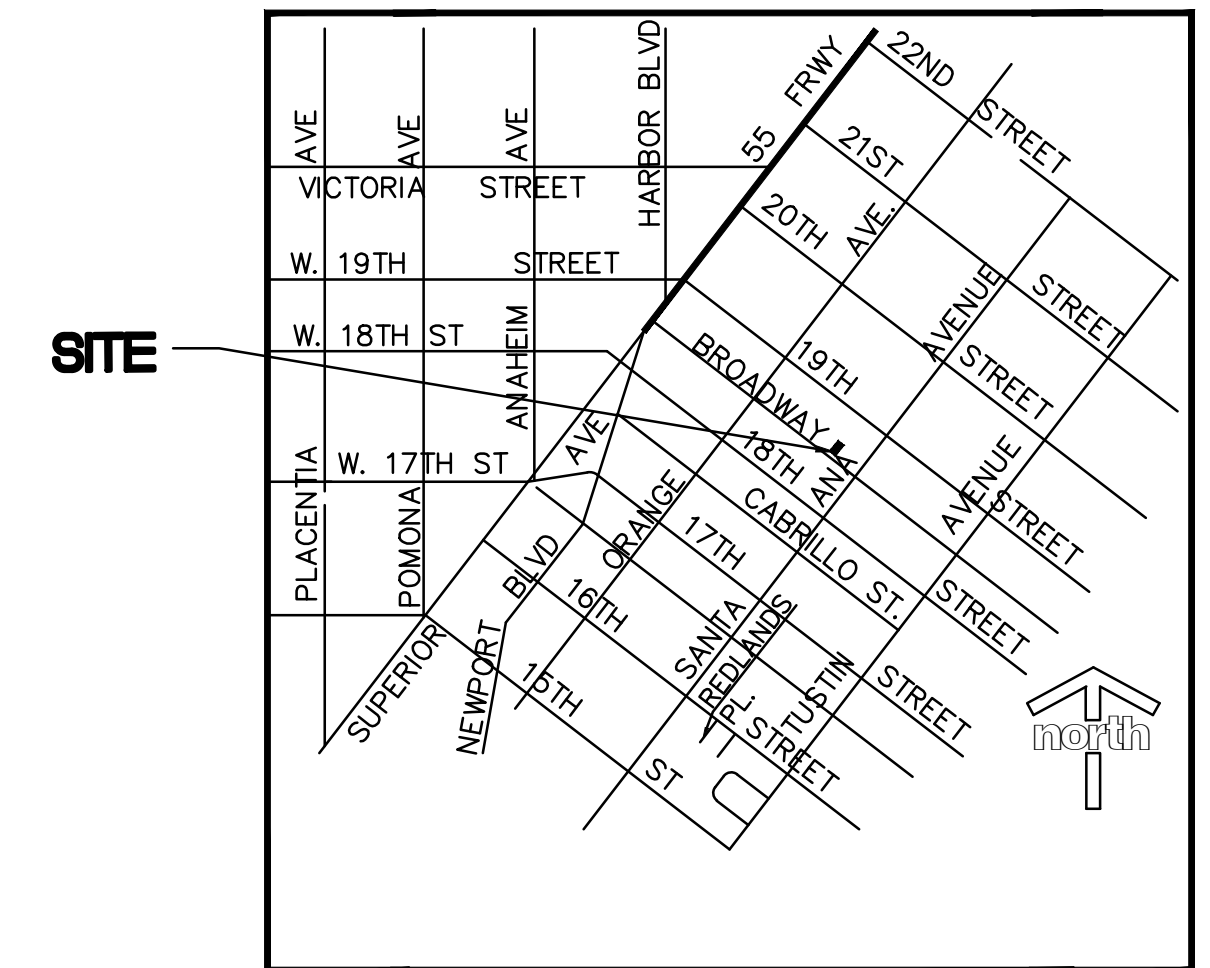 HARBOR BLVD
55 FRWY
22ND STREET
AVE
AVE
AVE
21ST STREET
VICTORIA STREET
20TH STREET
AVE.
W. 19TH STREET
AVENUE
W. 18TH ST
SITE
ANAHEIM
BROADWAY
19TH STREET
18TH STREET
ANA
AVENUE
AVE
W. 17TH ST
PLACENTIA
POMONA
ORANGE
CABRILLO ST.
17TH STREET
BLVD
16TH STREET
SANITA
REDLANDS
PL.
TUSTIN
SUPERIOR
NEWPORT
15TH ST
north